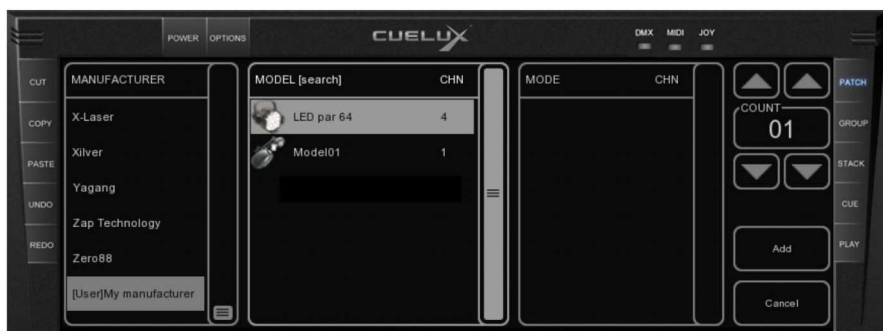 POWER OPTIONS CUELUX DMX MIDI JOY
CUT
COPY
PASTE
UNDO
REDO
MANUFACTURER
X-Laser
Xilver
Yagang
Zap Technology
Zero88
[User]My manufacturer
MODEL [search] CHN
LED par 64 4
Model01 1
MODE CHN
COUNT
01
Add
Cancel
PATCH
GROUP
STACK
CUE
PLAY